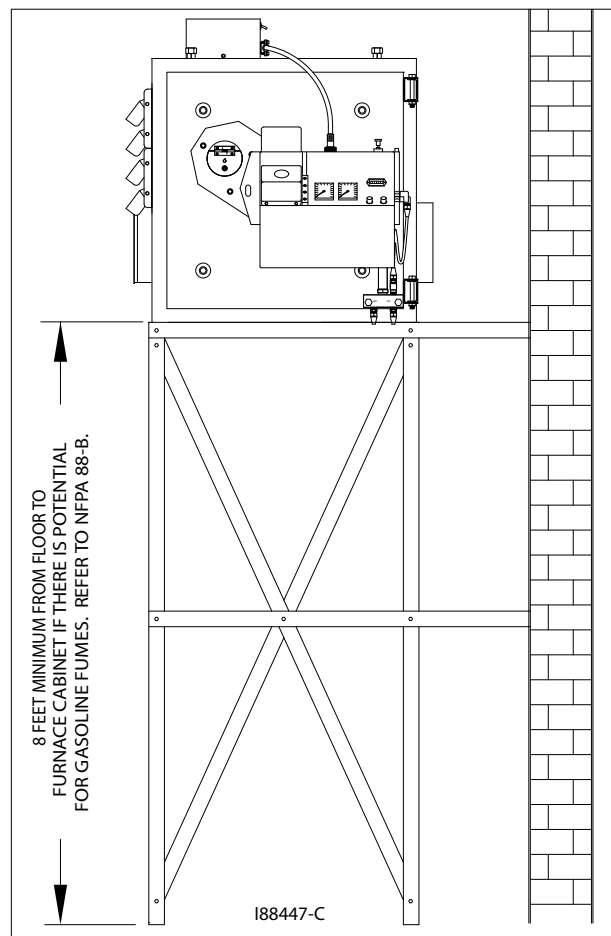 8 FEET MINIMUM FROM FLOOR TO
FURNACE CABINET IF THERE IS POTENTIAL
FOR GASOLINE FUMES. REFER TO NFPA 88-B.
I88447-C